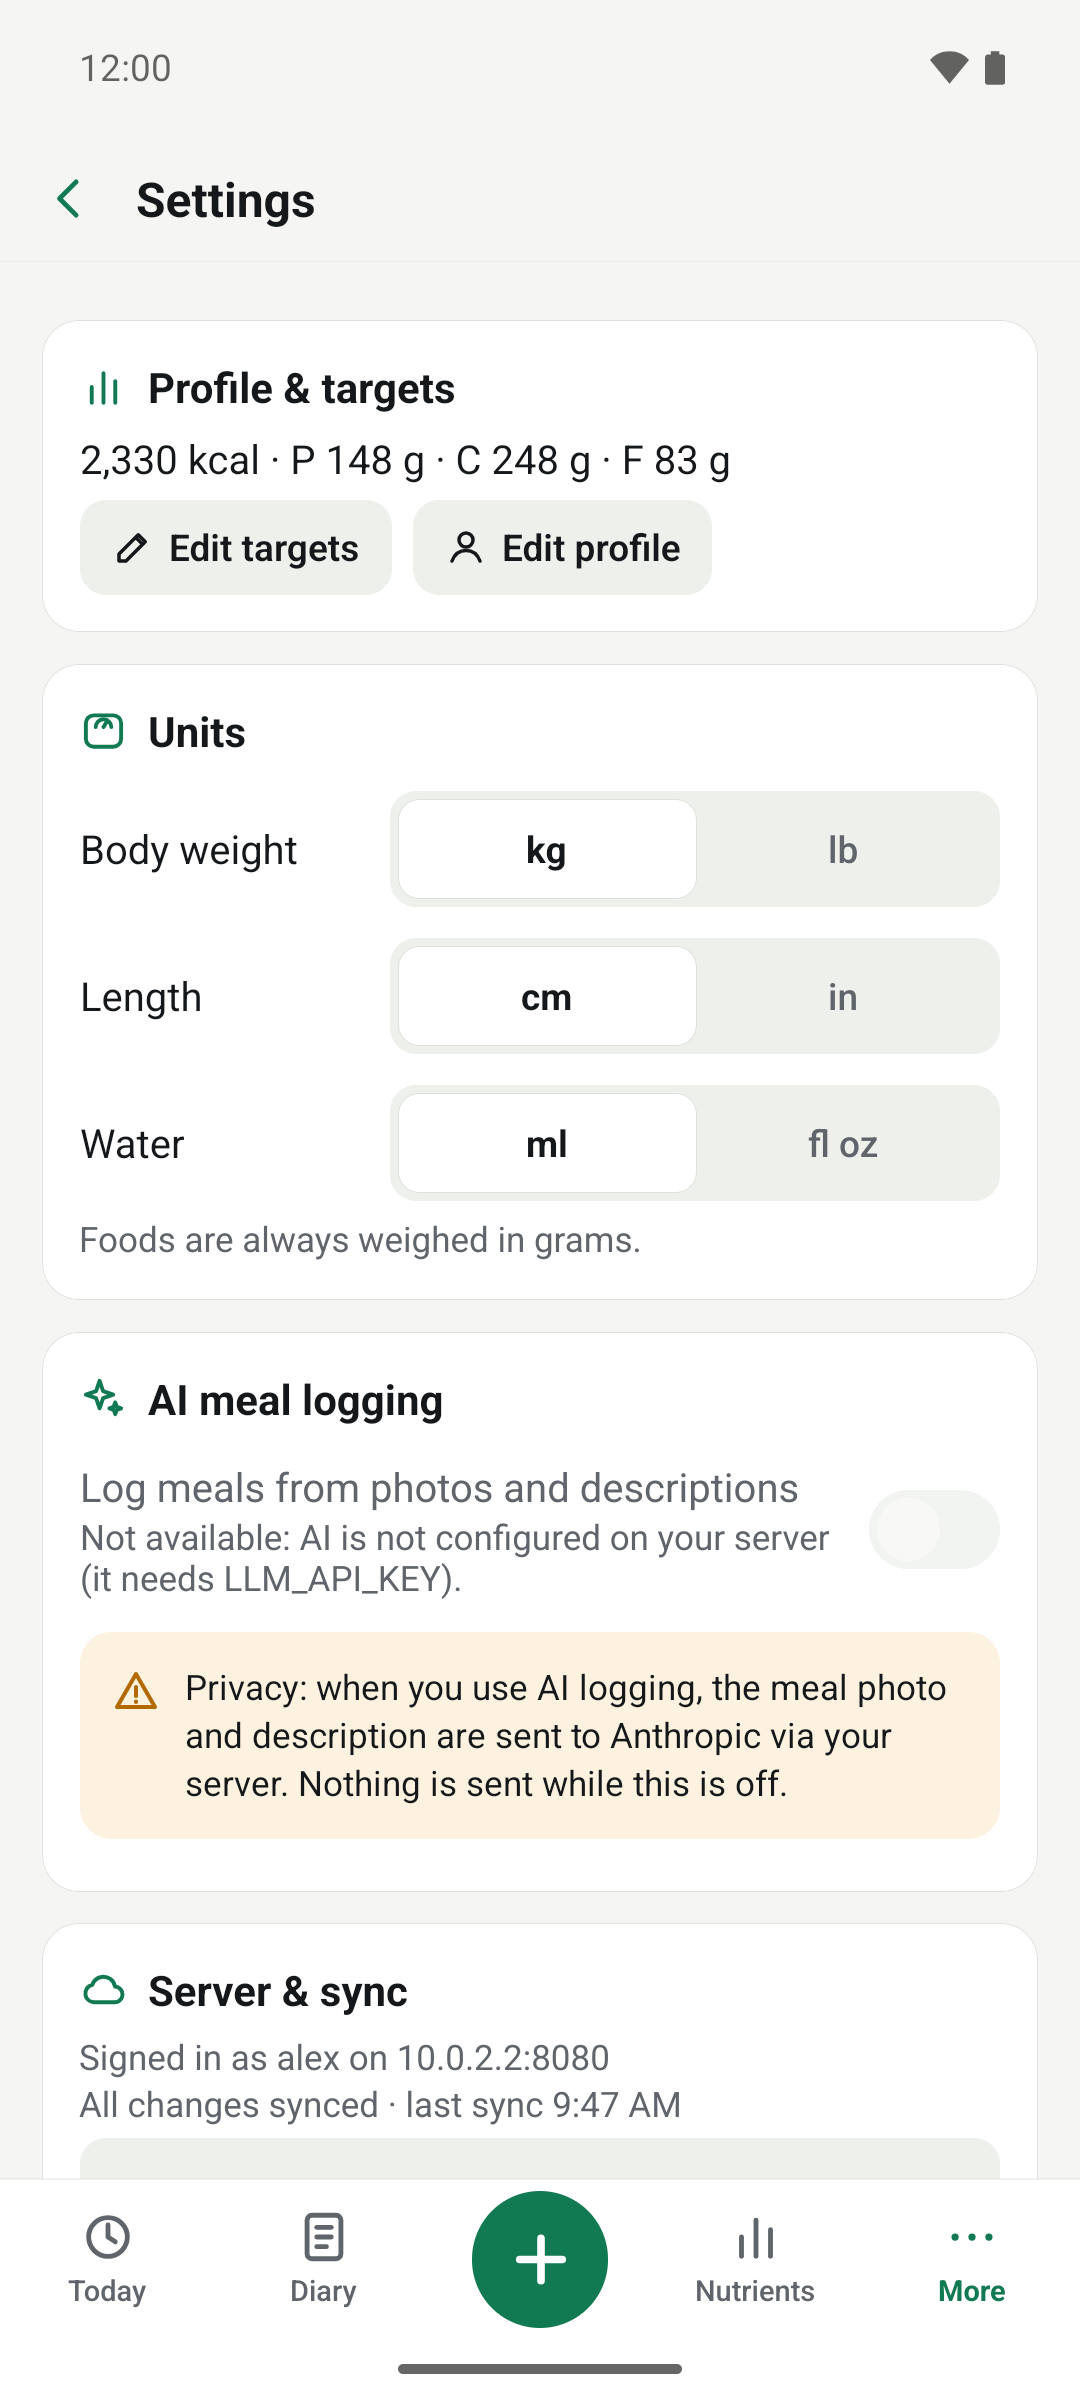 12:00
Settings
Profile & targets
2,330 kcal · P 148 g · C 248 g · F 83 g
Edit targets
Edit profile
Units
Body weight
kg
lb
Length
cm
in
Water
ml
fl oz
Foods are always weighed in grams.
AI meal logging
Log meals from photos and descriptions
Not available: AI is not configured on your server
(it needs LLM_API_KEY).
Privacy: when you use AI logging, the meal photo
and description are sent to Anthropic via your
server. Nothing is sent while this is off.
Server & sync
Signed in as alex on 10.0.2.2:8080
All changes synced · last sync 9:47 AM
Today
Diary
Nutrients
More